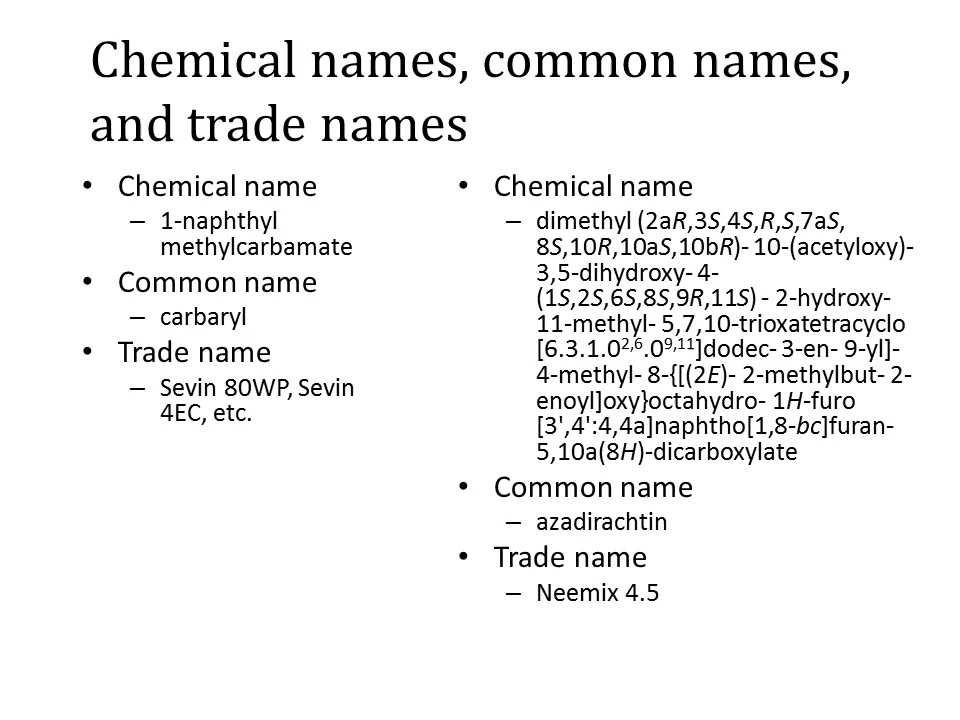 Chemical names, common names,
and trade names
• Chemical name
– 1-naphthyl
methylcarbamate
• Common name
– carbaryl
• Trade name
– Sevin 80WP, Sevin
4EC, etc.
• Chemical name
– dimethyl (2aR,3S,4S,R,S,7aS,
8S,10R,10aS,10bR)- 10-(acetyloxy)-
3,5-dihydroxy- 4-
(1S,2S,6S,8S,9R,11S) - 2-hydroxy-
11-methyl- 5,7,10-trioxatetracyclo
[6.3.1.0²,⁶.0⁹,¹¹]dodec- 3-en- 9-yl]-
4-methyl- 8-{[(2E)- 2-methylbut- 2-
enoyl]oxy}octahydro- 1H-furo
[3',4':4,4a]naphtho[1,8-bc]furan-
5,10a(8H)-dicarboxylate
• Common name
– azadirachtin
• Trade name
– Neemix 4.5